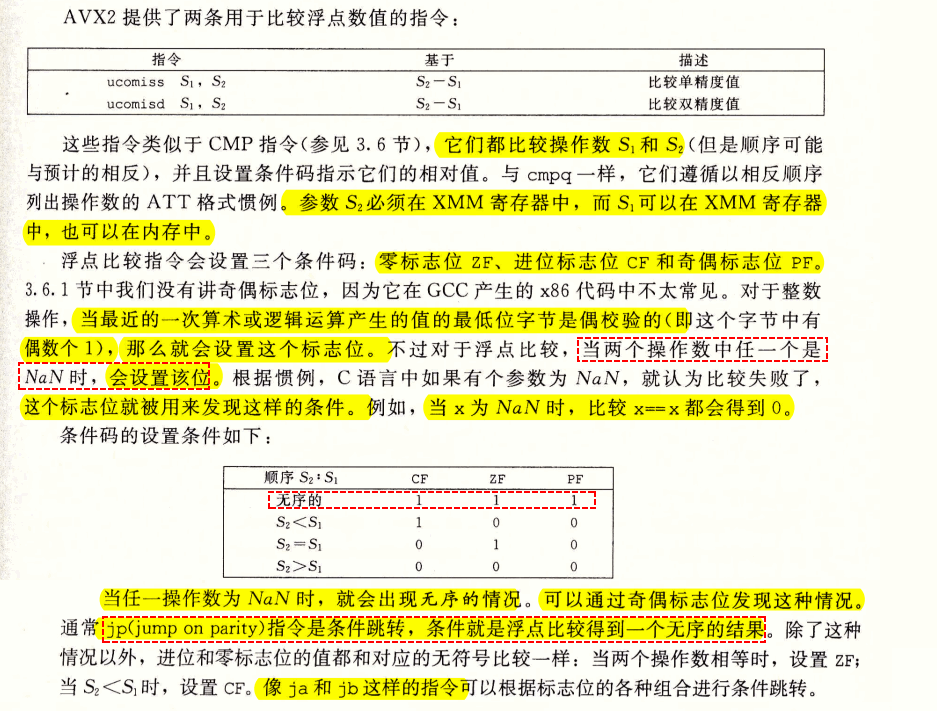 AVX2 提供了两条用于比较浮点数值的指令：
指令 基于 描述
ucomiss S₁, S₂ S₂−S₁ 比较单精度值
ucomisd S₁, S₂ S₂−S₁ 比较双精度值
这些指令类似于 CMP 指令(参见 3.6 节)，它们都比较操作数 S₁ 和 S₂(但是顺序可能
与预计的相反)，并且设置条件码指示它们的相对值。与 cmpq 一样，它们遵循以相反顺序
列出操作数的 ATT 格式惯例。参数 S₂必须在 XMM 寄存器中，而 S₁可以在 XMM 寄存器
中，也可以在内存中。
浮点比较指令会设置三个条件码：零标志位 ZF、进位标志位 CF 和奇偶标志位 PF。
3.6.1 节中我们没有讲奇偶标志位，因为它在 GCC 产生的 x86 代码中不太常见。对于整数
操作，当最近的一次算术或逻辑运算产生的值的最低位字节是偶校验的(即这个字节中有
偶数个 1)，那么就会设置这个标志位。不过对于浮点比较，当两个操作数中任一个是
NaN 时，会设置该位。根据惯例，C 语言中如果有个参数为 NaN，就认为比较失败了，
这个标志位就被用来发现这样的条件。例如，当 x 为 NaN 时，比较 x==x 都会得到 0。
条件码的设置条件如下：
顺序 S₂:S₁ CF ZF PF
无序的 1 1 1
S₂<S₁ 1 0 0
S₂=S₁ 0 1 0
S₂>S₁ 0 0 0
当任一操作数为 NaN 时，就会出现无序的情况。可以通过奇偶标志位发现这种情况。
通常 jp(jump on parity)指令是条件跳转，条件就是浮点比较得到一个无序的结果。除了这种
情况以外，进位和零标志位的值都和对应的无符号比较一样：当两个操作数相等时，设置 ZF；
当 S₂<S₁时，设置 CF。像 ja 和 jb 这样的指令可以根据标志位的各种组合进行条件跳转。